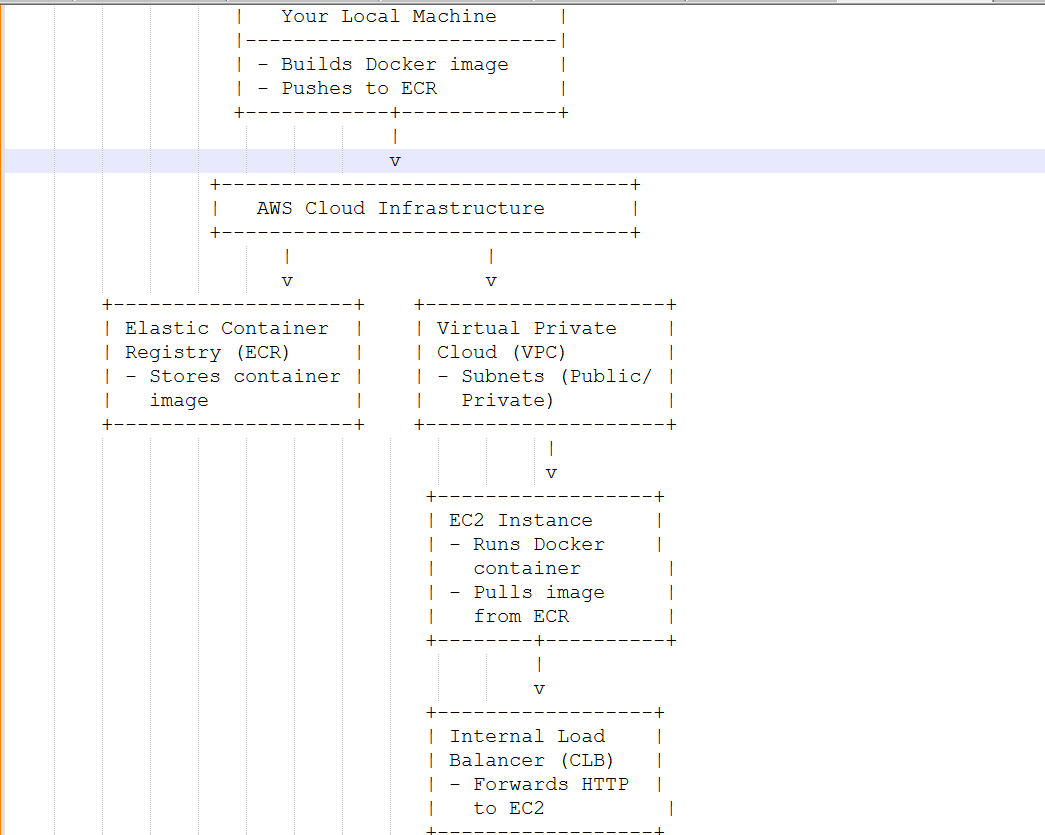 |   Your Local Machine     |
|--------------------------|
| - Builds Docker image    |
| - Pushes to ECR          |
+------------+-------------+
             |
             v
+----------------------------------+
|   AWS Cloud Infrastructure       |
+----------------------------------+
      |                |
      v                v
+--------------------+    +--------------------+
| Elastic Container  |    | Virtual Private    |
| Registry (ECR)     |    | Cloud (VPC)        |
| - Stores container |    | - Subnets (Public/ |
|   image            |    |   Private)         |
+--------------------+    +--------------------+
                                     |
                                     v
                           +------------------+
                           | EC2 Instance     |
                           | - Runs Docker    |
                           |   container       |
                           | - Pulls image     |
                           |   from ECR        |
                           +--------+----------+
                                    |
                                    v
                           +------------------+
                           | Internal Load    |
                           | Balancer (CLB)   |
                           | - Forwards HTTP  |
                           |   to EC2          |
                           +------------------+